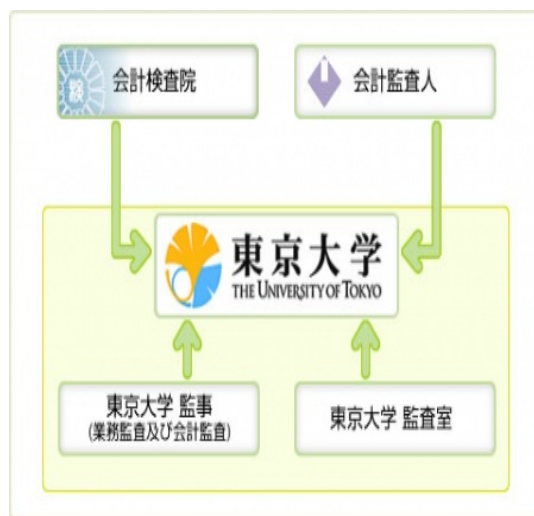 会計検査院
会計監査人
東京大学
THE UNIVERSITY OF TOKYO
東京大学 監事
(業務監査及び会計監査)
東京大学 監査室